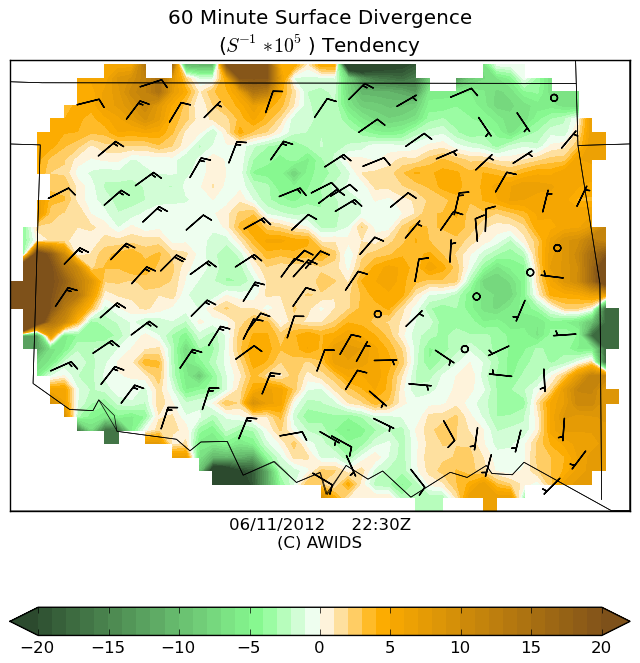 60 Minute Surface Divergence
(S⁻¹ *10⁵ ) Tendency
06/11/2012 22:30Z
(C) AWIDS
−20 −15 −10 −5 0 5 10 15 20